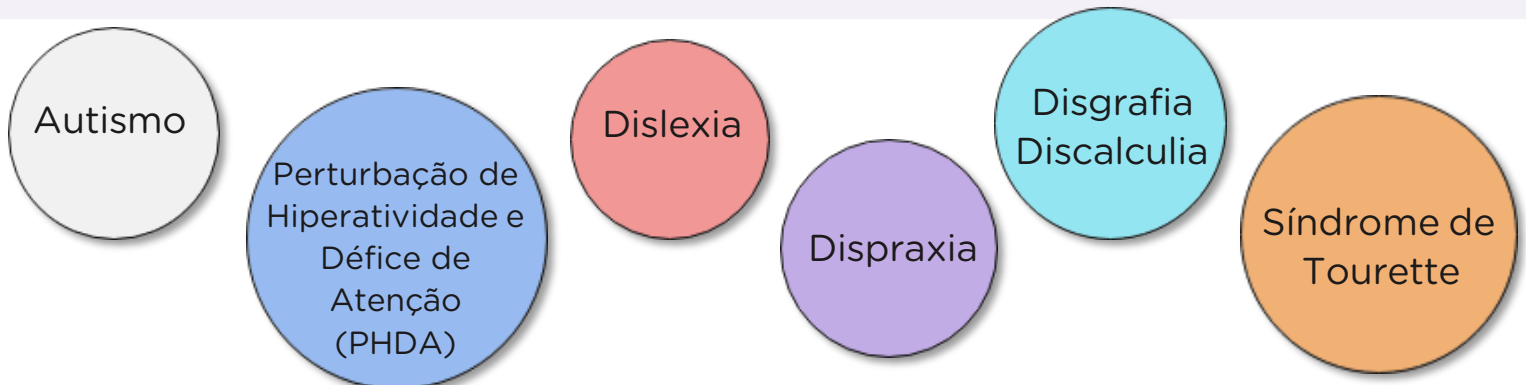 Autismo
Perturbação de
Hiperatividade e
Défice de
Atenção
(PHDA)
Dislexia
Dispraxia
Disgrafia
Discalculia
Síndrome de
Tourette